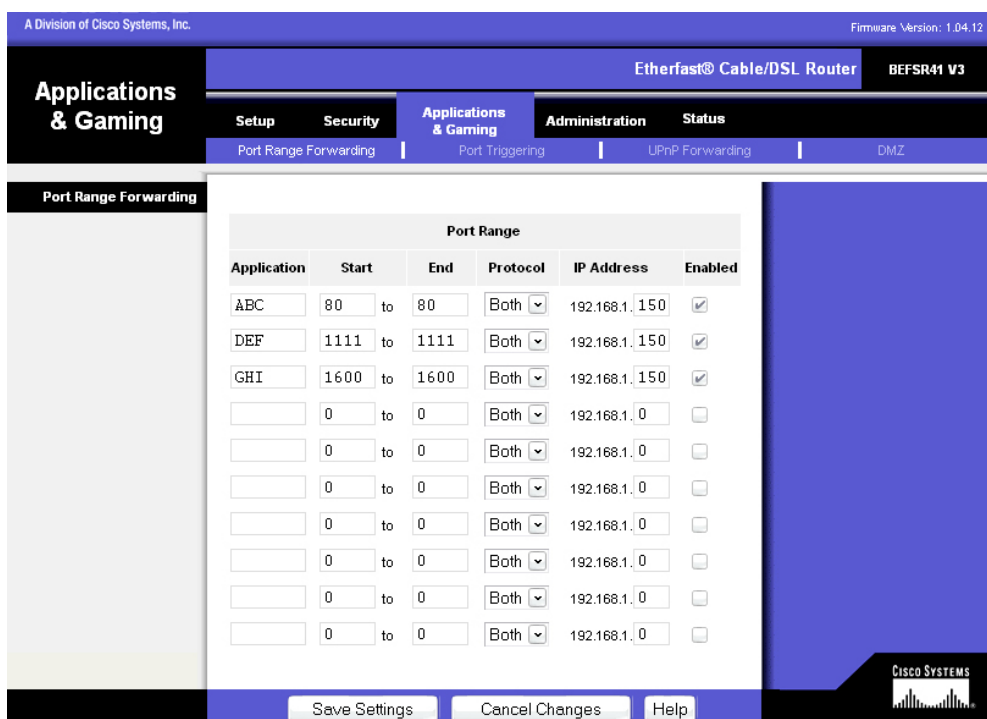 A Division of Cisco Systems, Inc.
Firmware Version: 1.04.12
Applications & Gaming
Etherfast® Cable/DSL Router BEFSR41 V3
Setup Security Applications & Gaming Administration Status
Port Range Forwarding Port Triggering UPnP Forwarding DMZ
Port Range Forwarding
Port Range
Application Start End Protocol IP Address Enabled
ABC 80 to 80 Both 192.168.1. 150
DEF 1111 to 1111 Both 192.168.1. 150
GHI 1600 to 1600 Both 192.168.1. 150
0 to 0 Both 192.168.1. 0
0 to 0 Both 192.168.1. 0
0 to 0 Both 192.168.1. 0
0 to 0 Both 192.168.1. 0
0 to 0 Both 192.168.1. 0
0 to 0 Both 192.168.1. 0
0 to 0 Both 192.168.1. 0
Save Settings Cancel Changes Help
CISCO SYSTEMS